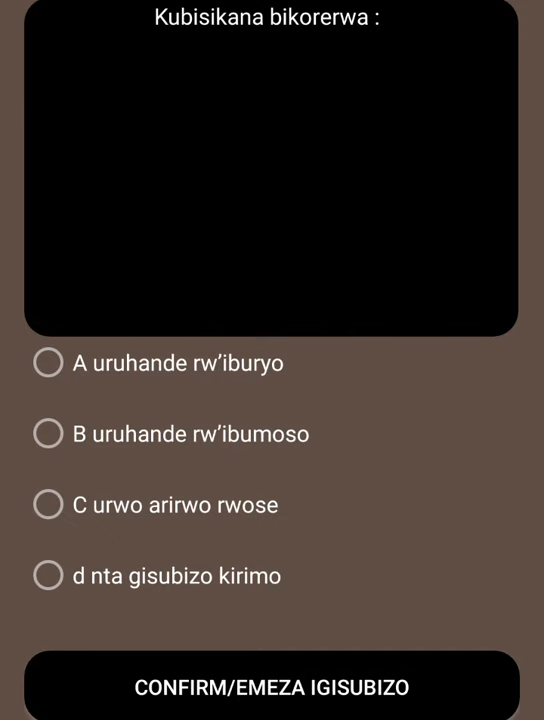 Kubisikana bikorerwa :
A uruhande rw’iburyo
B uruhande rw’ibumoso
C urwo arirwo rwose
d nta gisubizo kirimo
CONFIRM/EMEZA IGISUBIZO